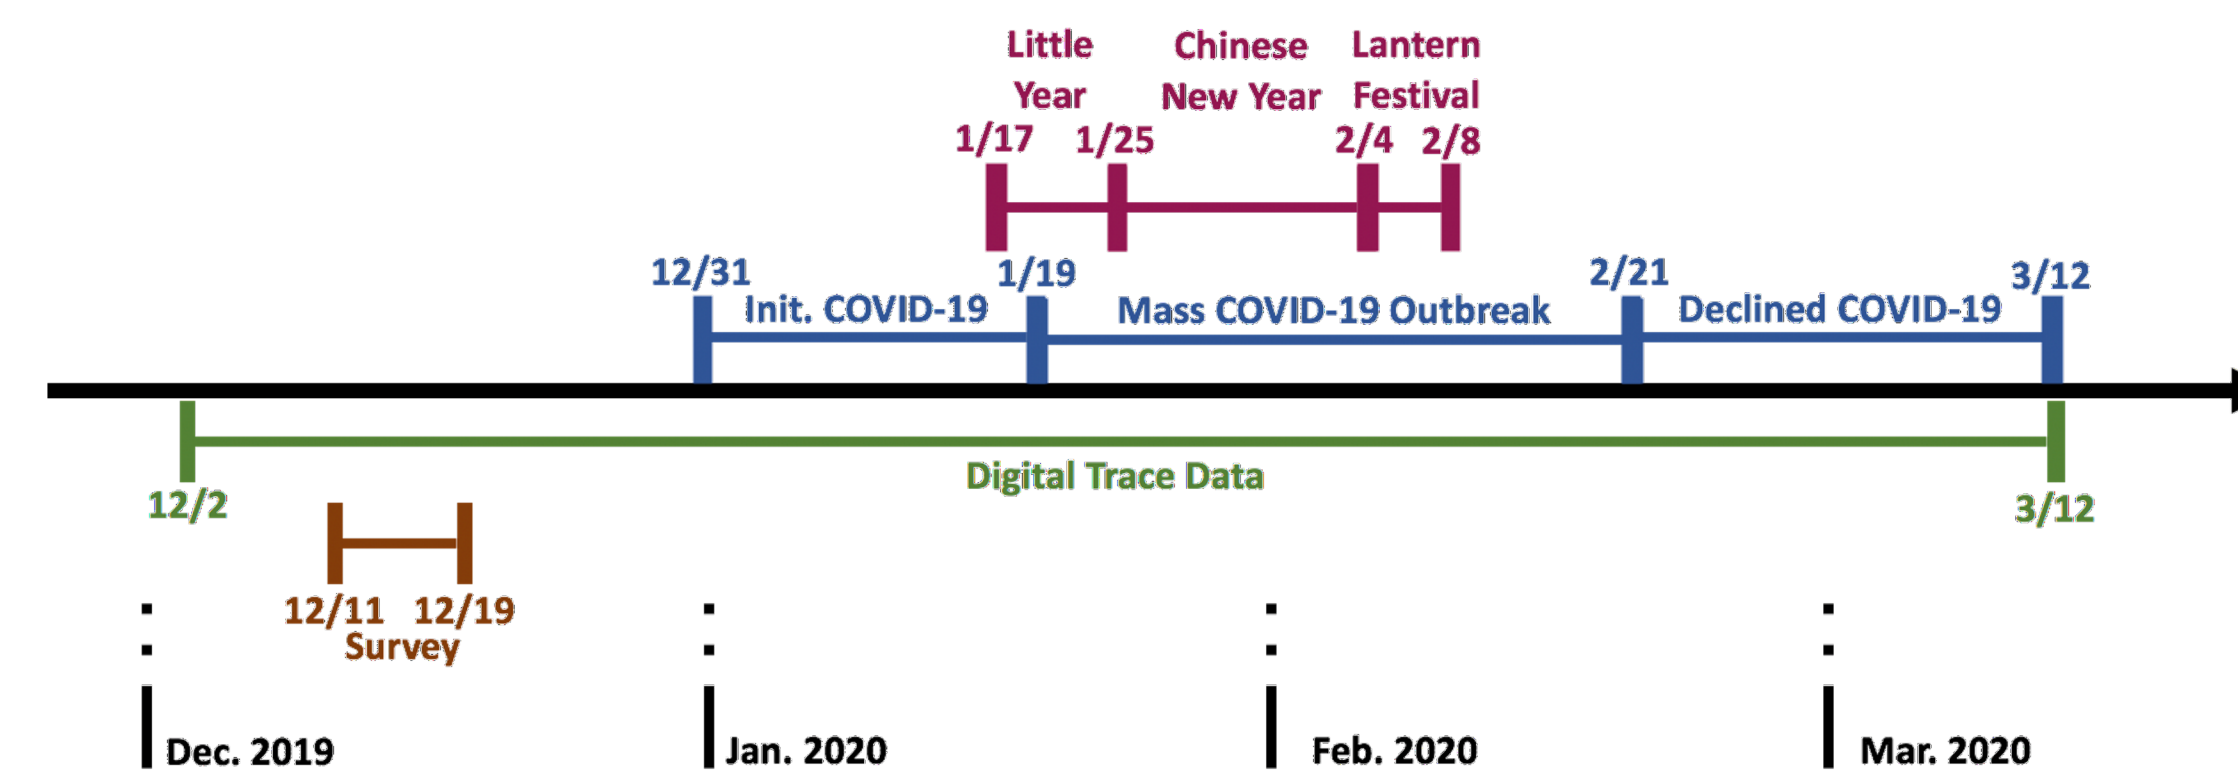 Little Year
Chinese New Year
Lantern Festival
1/17
1/25
2/4
2/8
12/31
1/19
2/21
3/12
Init. COVID-19
Mass COVID-19 Outbreak
Declined COVID-19
Digital Trace Data
12/2
3/12
12/11
12/19
Survey
Dec. 2019
Jan. 2020
Feb. 2020
Mar. 2020